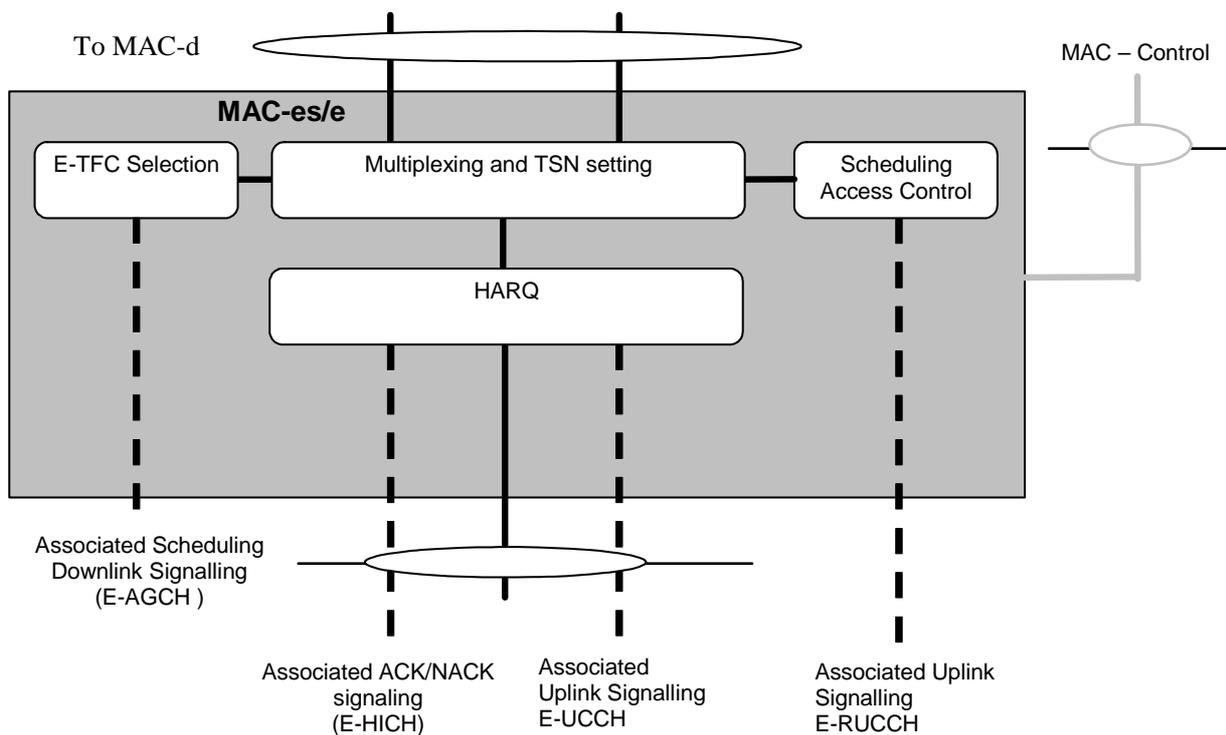 To MAC-d
MAC – Control
MAC-es/e
E-TFC Selection
Multiplexing and TSN setting
Scheduling
Access Control
HARQ
Associated Scheduling
Downlink Signalling
(E-AGCH )
Associated ACK/NACK
signaling
(E-HICH)
Associated
Uplink Signalling
E-UCCH
Associated Uplink
Signalling
E-RUCCH